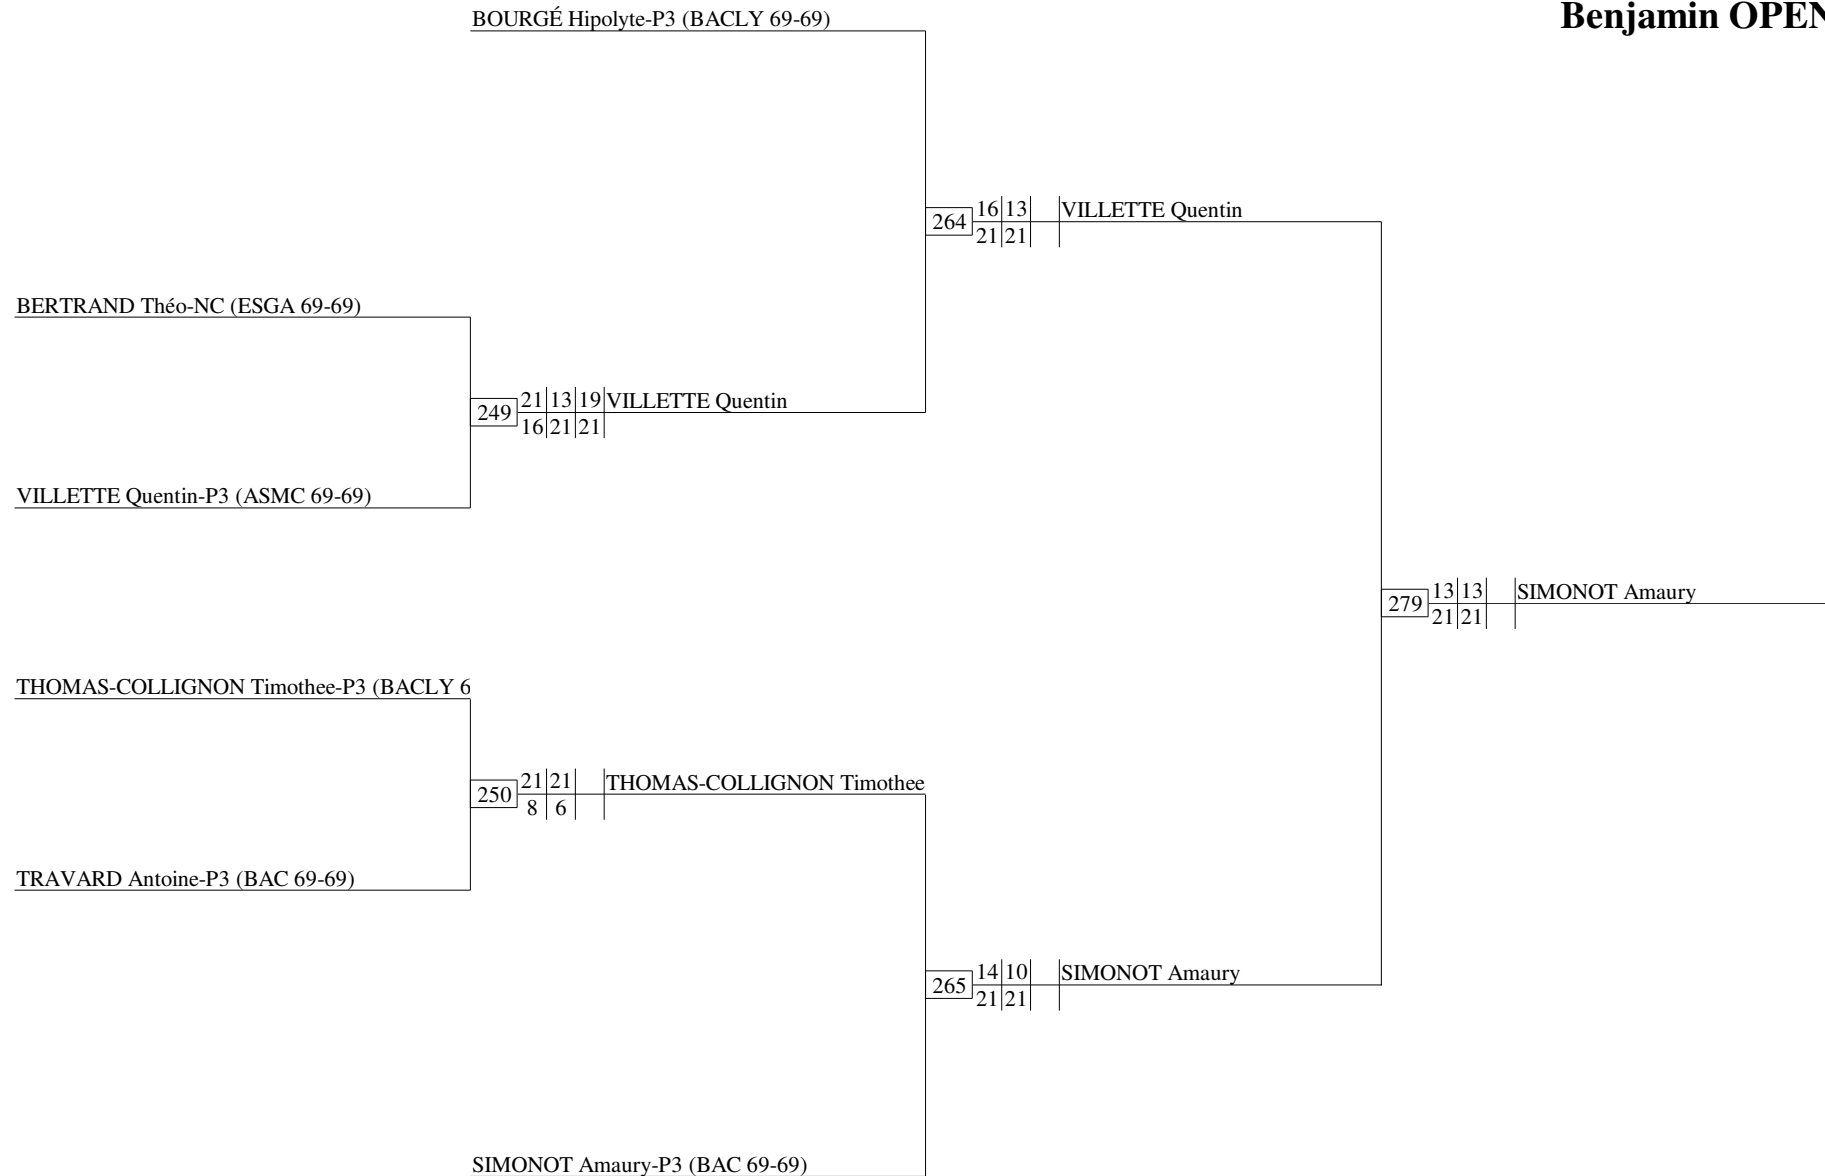 BOURGÉ Hipolyte-P3 (BACLY 69-69)
Benjamin OPEN
16 13 VILLETTE Quentin
264
21 21
BERTRAND Théo-NC (ESGA 69-69)
21 13 19 VILLETTE Quentin
249
16 21 21
VILLETTE Quentin-P3 (ASMC 69-69)
13 13 SIMONOT Amaury
279
21 21
THOMAS-COLLIGNON Timothee-P3 (BACLY 6
21 21 THOMAS-COLLIGNON Timothee
250
8 6
TRAVARD Antoine-P3 (BAC 69-69)
14 10 SIMONOT Amaury
265
21 21
SIMONOT Amaury-P3 (BAC 69-69)